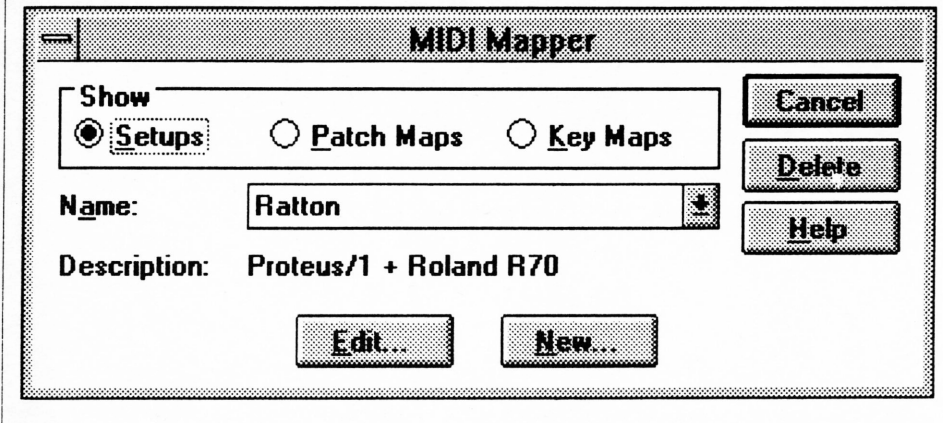 MIDI Mapper
Show
Setups
Patch Maps
Key Maps
Name:
Ratton
Description:
Proteus/1 + Roland R70
Edit...
New...
Cancel
Delete
Help